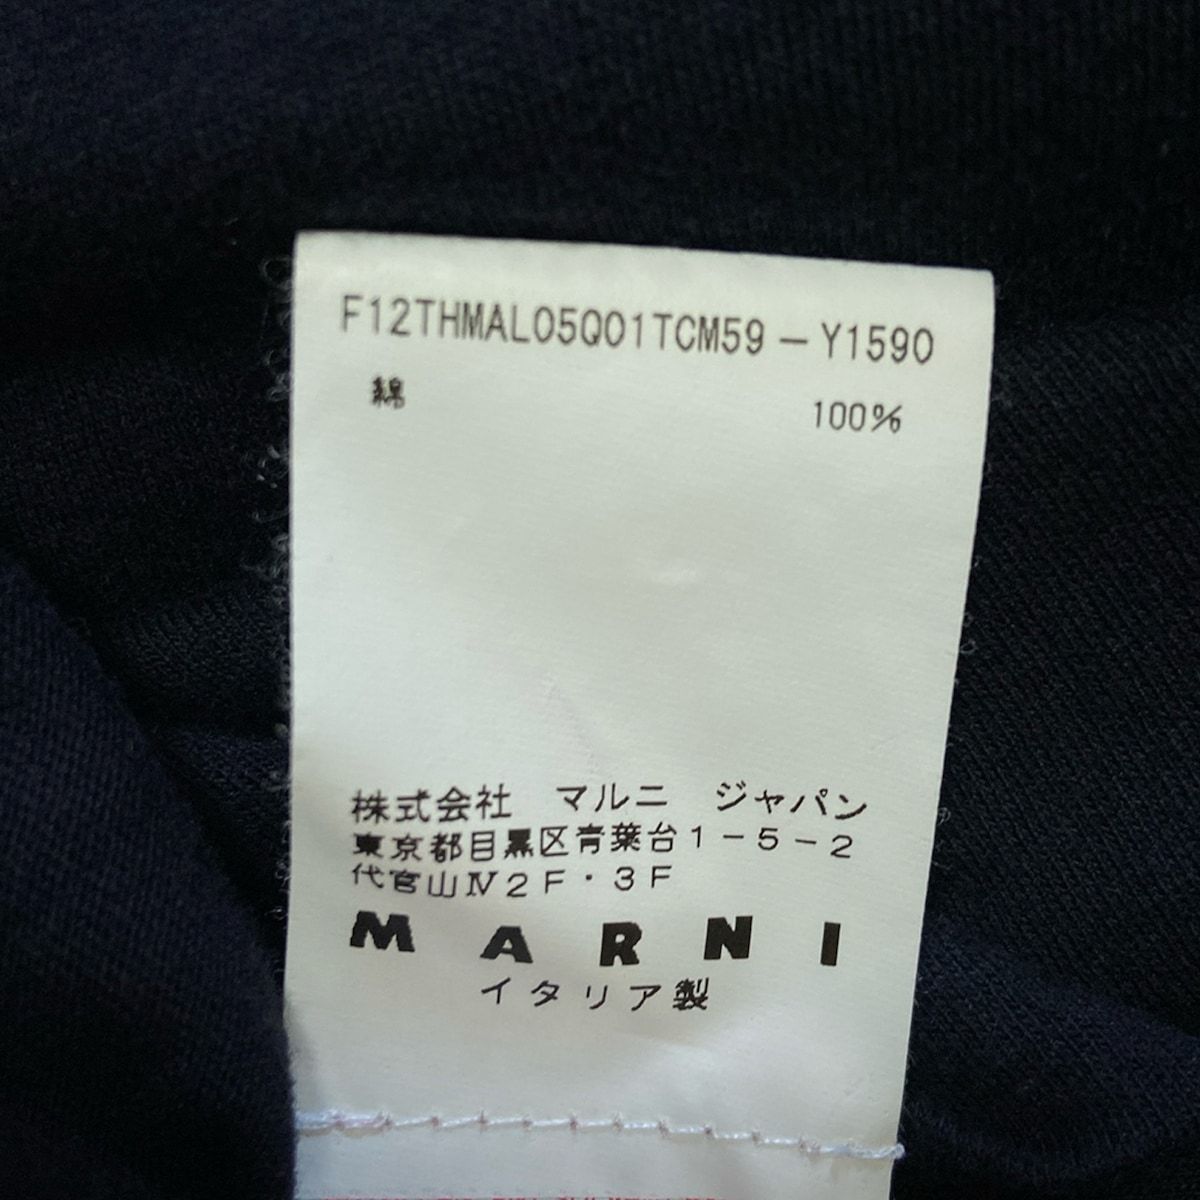 F12THMAL05Q01TCM59－Y1590
綿 100%
株式会社 マルニ ジャパン
東京都目黒区青葉台1－5－2
代官山Ⅳ2F・3F
MARNI
イタリア製